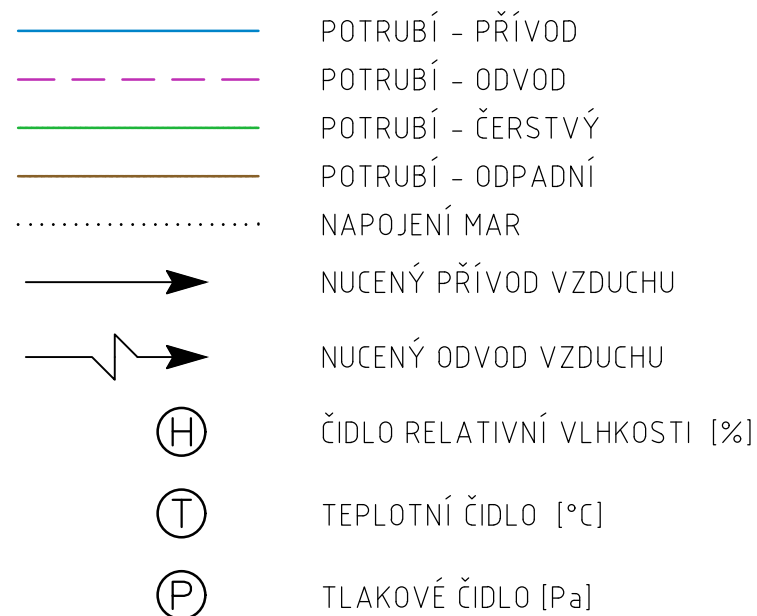 POTRUBÍ - PŘÍVOD
POTRUBÍ - ODVOD
POTRUBÍ - ČERSTVÝ
POTRUBÍ - ODPADNÍ
NAPOJENÍ MAR
NUCENÝ PŘÍVOD VZDUCHU
NUCENÝ ODVOD VZDUCHU
H ČIDLO RELATIVNÍ VLHKOSTI [%]
T TEPLOTNÍ ČIDLO [°C]
P TLAKOVÉ ČIDLO [Pa]